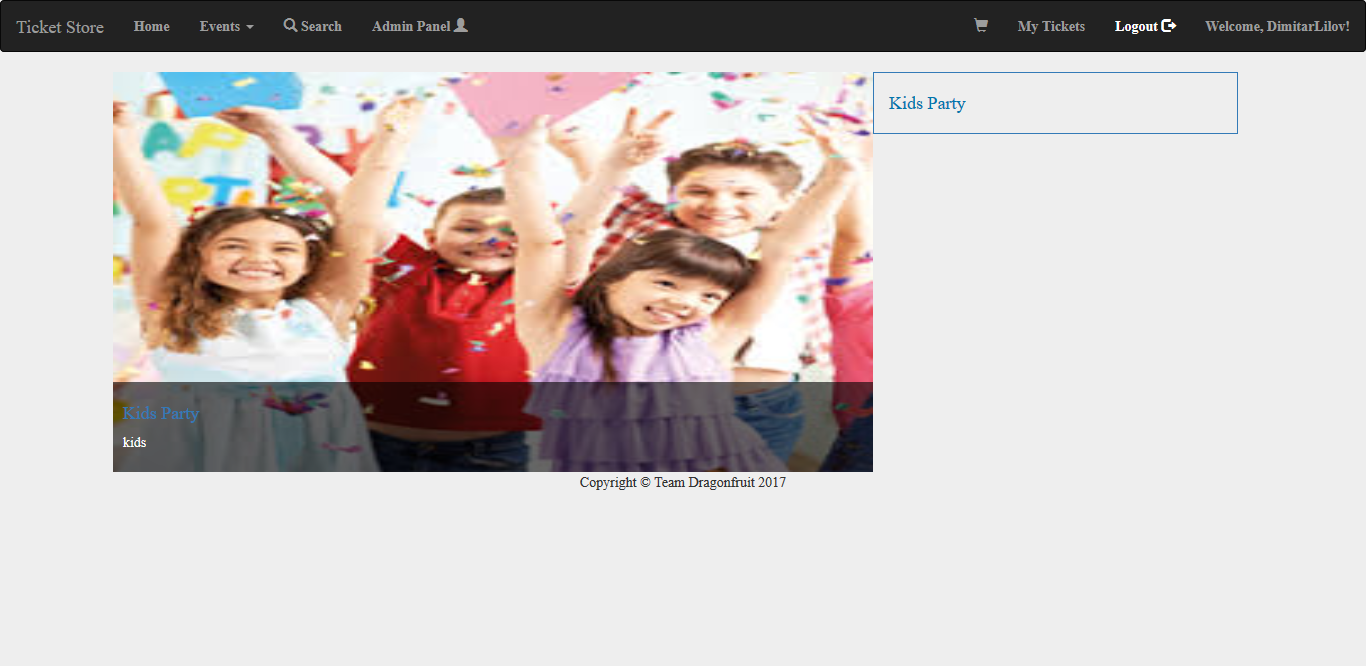 Ticket Store Home Events Search Admin Panel My Tickets Logout Welcome, DimitarLilov!
Kids Party
Kids Party
kids
Copyright © Team Dragonfruit 2017